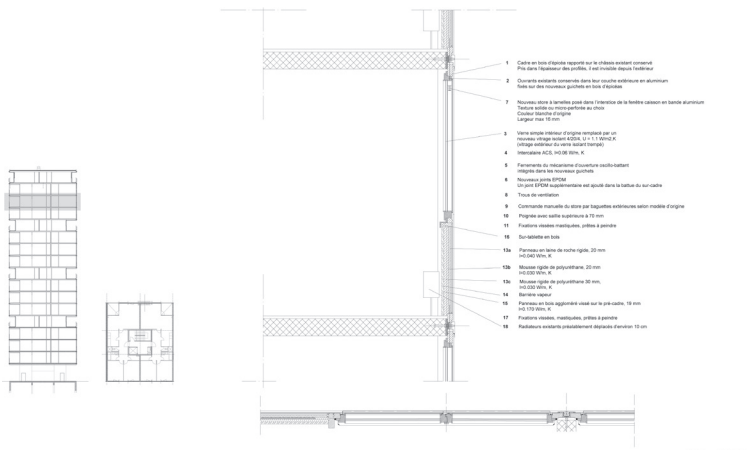 1 Cadre en bois d'épicéa rapporté sur le châssis existant conservé
Pris dans l'épaisseur des profilés, il est invisible depuis l'extérieur
2 Ouvrants existants conservés dans leur couche extérieure en aluminium
fixés sur des nouveaux guichets en bois d'épicéas
7 Nouveau store à lamelles posé dans l'interstice de la fenêtre caisson en bande aluminium
Texture solide ou micro-perforée au choix
Couleur blanche d'origine
Largeur max 16 mm
3 Verre simple intérieur d'origine remplacé par un
nouveau vitrage isolant 4/20/4. U = 1.1 W/m2.K
(vitrage extérieur du verre isolant trempé)
4 Intercalaire ACS, l=0.06 W/m, K
5 Ferrements du mécanisme d'ouverture oscillo-battant
intégrés dans les nouveaux guichets
6 Nouveaux joints EPDM
Un joint EPDM supplémentaire est ajouté dans la battue du sur-cadre
8 Trous de ventilation
9 Commande manuelle du store par baguettes extérieures selon modèle d'origine
10 Poignée avec saillie supérieure à 70 mm
11 Fixations vissées mastiquées, prêtes à peindre
Sur-tablette en bois
13a Panneau en laine de roche rigide, 20 mm
l=0.040 W/m, K
13b Mousse rigide de polyuréthane, 20 mm
l=0.030 W/m, K
13c Mousse rigide de polyuréthane 30 mm.
l=0.030 W/m, K
14 Barrière vapeur
15 Panneau en bois aggloméré vissé sur le pré-cadre, 19 mm
l=0.170 W/m, K
17 Fixations vissées, mastiquées, prêtes à peindre
Radiateurs existants préalablement déplacés d'environ 10 cm